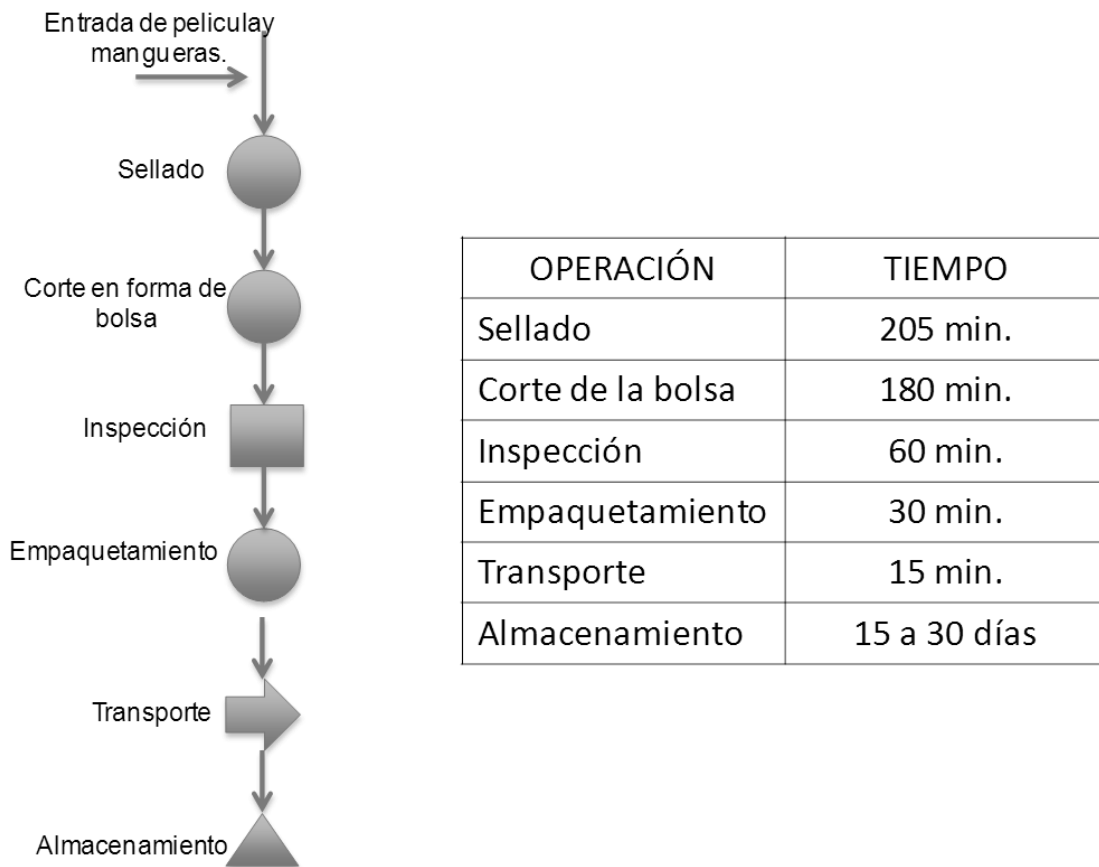 Entrada de peliculay
mangueras.
Sellado
Corte en forma de
bolsa
Inspección
Empaquetamiento
Transporte
Almacenamiento
OPERACIÓN TIEMPO
Sellado 205 min.
Corte de la bolsa 180 min.
Inspección 60 min.
Empaquetamiento 30 min.
Transporte 15 min.
Almacenamiento 15 a 30 días